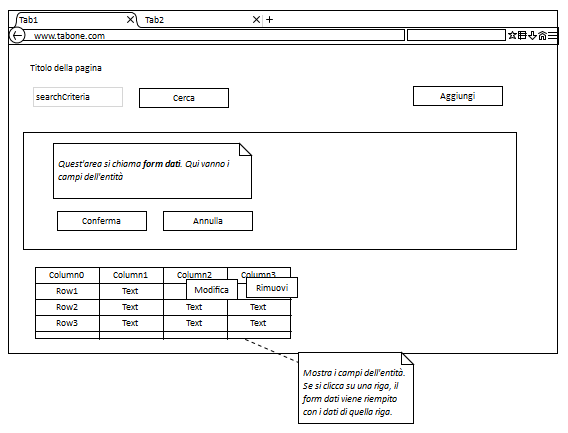 Tab1
Tab2
www.tabone.com
Titolo della pagina
searchCriteria
Cerca
Aggiungi
Quest'area si chiama form dati. Qui vanno i
campi dell'entità
Conferma
Annulla
Column0 Column1 Column2 Column3
Row1 Text
Modifica
Rimuovi
Row2 Text Text Text
Row3 Text Text Text
Mostra i campi dell'entità.
Se si clicca su una riga, il
form dati viene riempito
con i dati di quella riga.